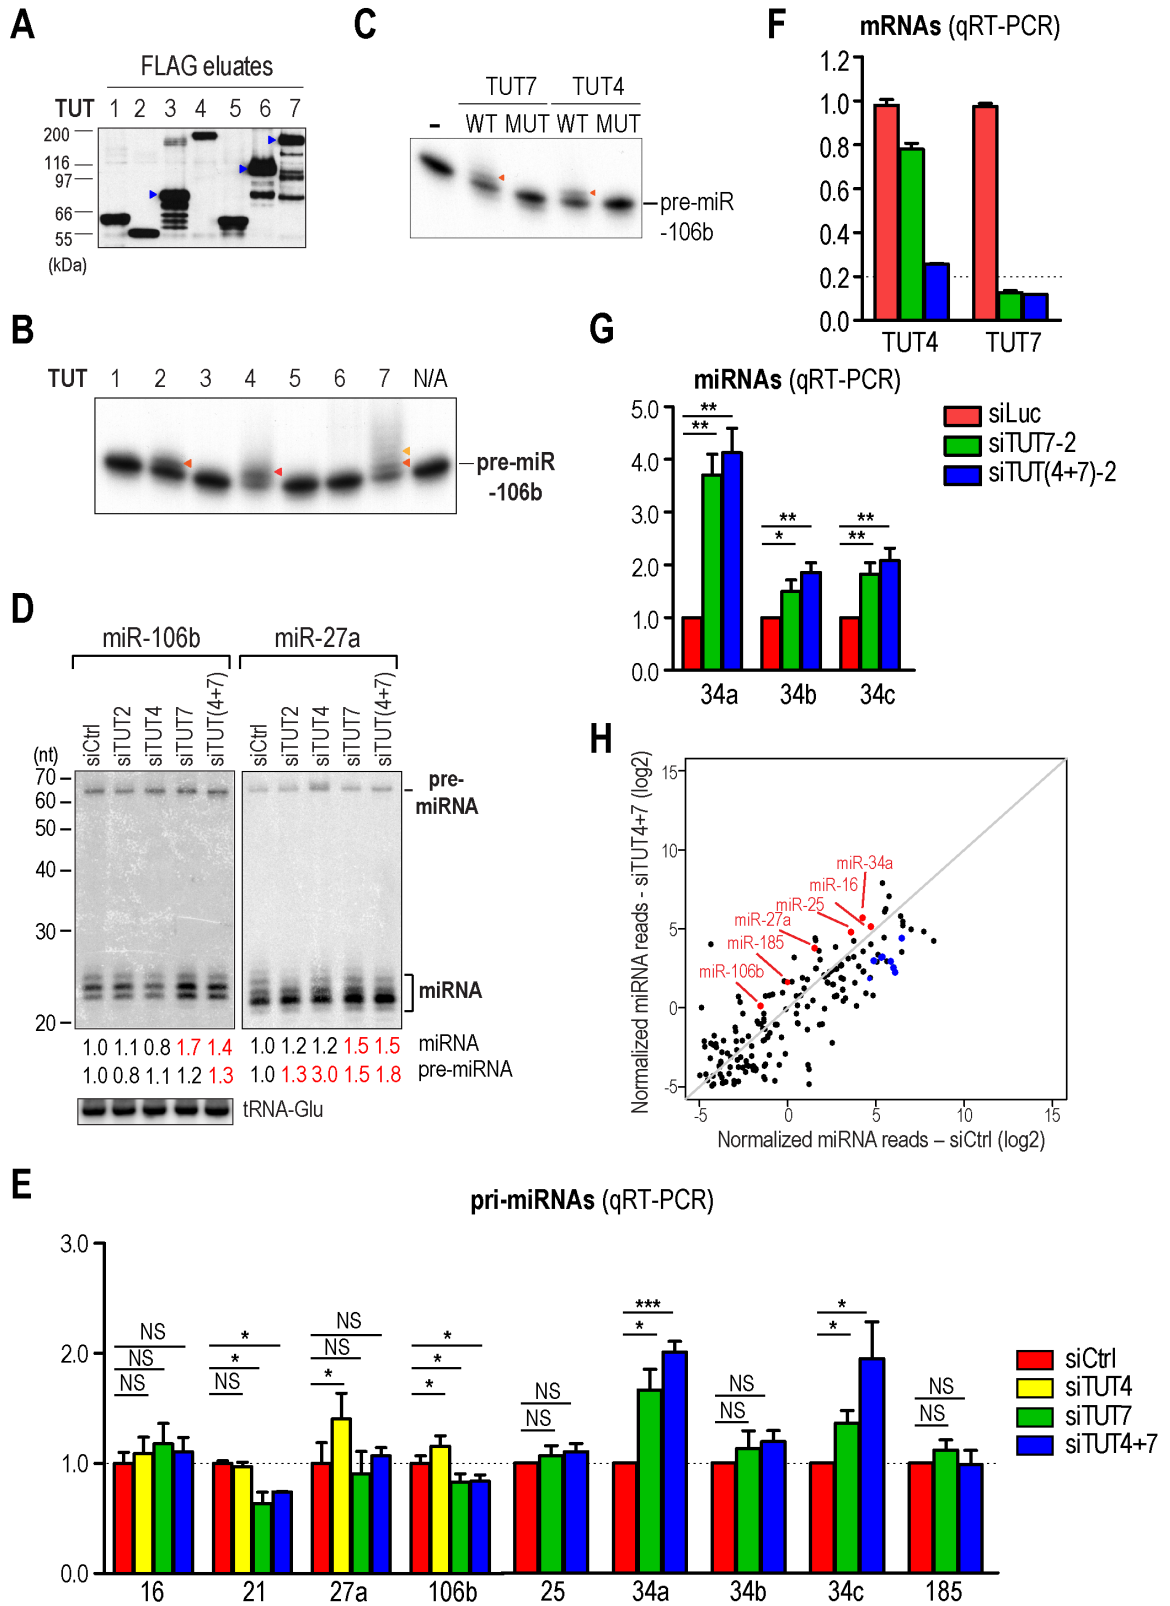 A
FLAG eluates
TUT 1 2 3 4 5 6 7
200
116
97
66
55
(kDa)
B
TUT 1 2 3 4 5 6 7 N/A
pre-miR
-106b
C
TUT7 TUT4
- WT MUT WT MUT
pre-miR
-106b
D
miR-106b miR-27a
siCtrl siTUT2 siTUT4 siTUT7 siTUT(4+7) siCtrl siTUT2 siTUT4 siTUT7 siTUT(4+7)
(nt)
70
60
50
40
30
20
pre-
miRNA
miRNA
1.0 1.1 0.8 1.7 1.4 1.0 1.2 1.2 1.5 1.5 miRNA
1.0 0.8 1.1 1.2 1.3 1.0 1.3 3.0 1.5 1.8 pre-miRNA
tRNA-Glu
E
pri-miRNAs (qRT-PCR)
3.0
2.0
1.0
0.0
NS
NS
NS
*
*
NS
NS
NS
*
*
*
*
NS
NS
***
*
NS
NS
*
*
NS
NS
16 21 27a 106b 25 34a 34b 34c 185
siCtrl
siTUT4
siTUT7
siTUT4+7
F
mRNAs (qRT-PCR)
1.2
1.0
0.8
0.6
0.4
0.2
0.0
TUT4 TUT7
G
miRNAs (qRT-PCR)
5.0
4.0
3.0
2.0
1.0
0.0
**
**
**
*
**
**
34a 34b 34c
siLuc
siTUT7-2
siTUT(4+7)-2
H
Normalized miRNA reads - siTUT4+7 (log2)
15
10
5
0
-5
miR-34a
miR-16
miR-25
miR-27a
miR-185
miR-106b
-5 0 5 10 15
Normalized miRNA reads – siCtrl (log2)